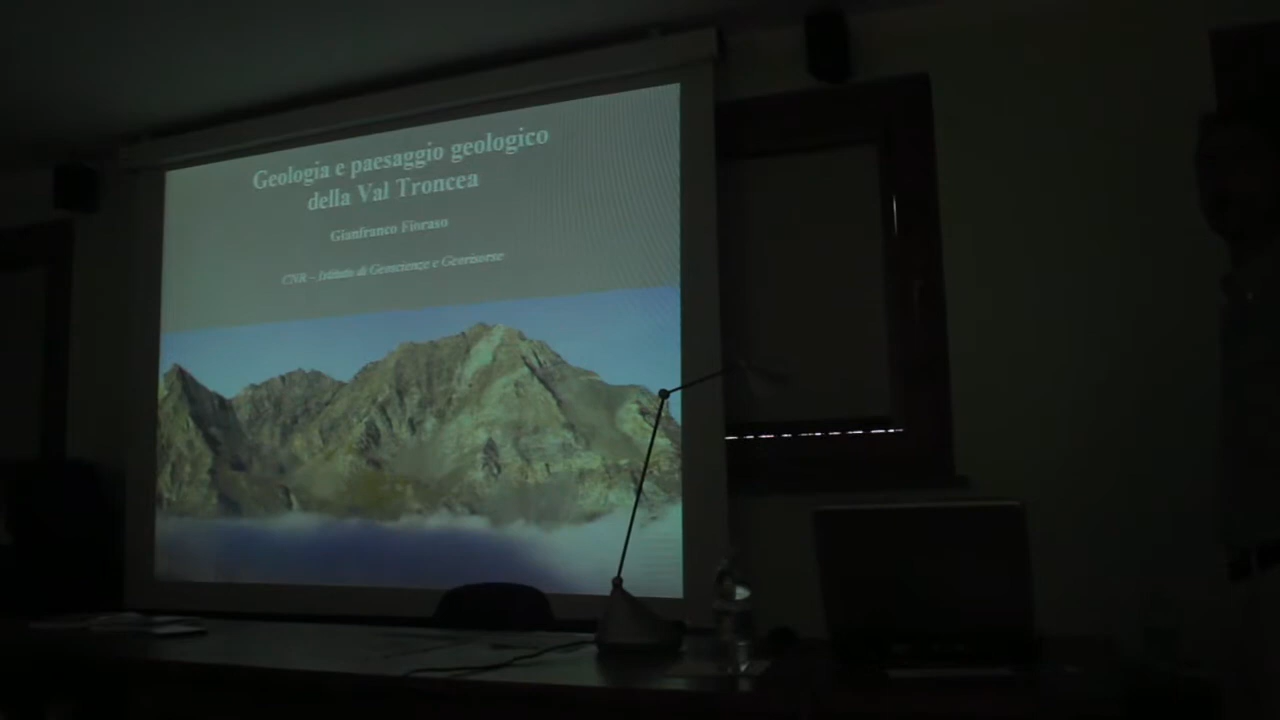 Geologia e paesaggio geologico
della Val Troncea
Gianfranco Fioraso
CNR – Istituto di Geoscienze e Georisorse